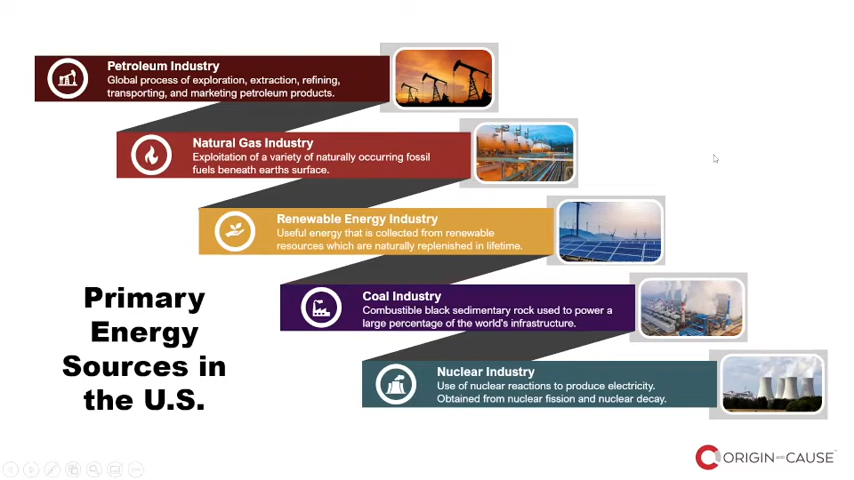 Petroleum Industry
Global process of exploration, extraction, refining,
transporting, and marketing petroleum products.
Natural Gas Industry
Exploitation of a variety of naturally occurring fossil
fuels beneath earths surface.
Renewable Energy Industry
Useful energy that is collected from renewable
resources which are naturally replenished in lifetime.
Coal Industry
Combustible black sedimentary rock used to power a
large percentage of the world's infrastructure.
Nuclear Industry
Use of nuclear reactions to produce electricity.
Obtained from nuclear fission and nuclear decay.
Primary
Energy
Sources in
the U.S.
ORIGIN AND CAUSE